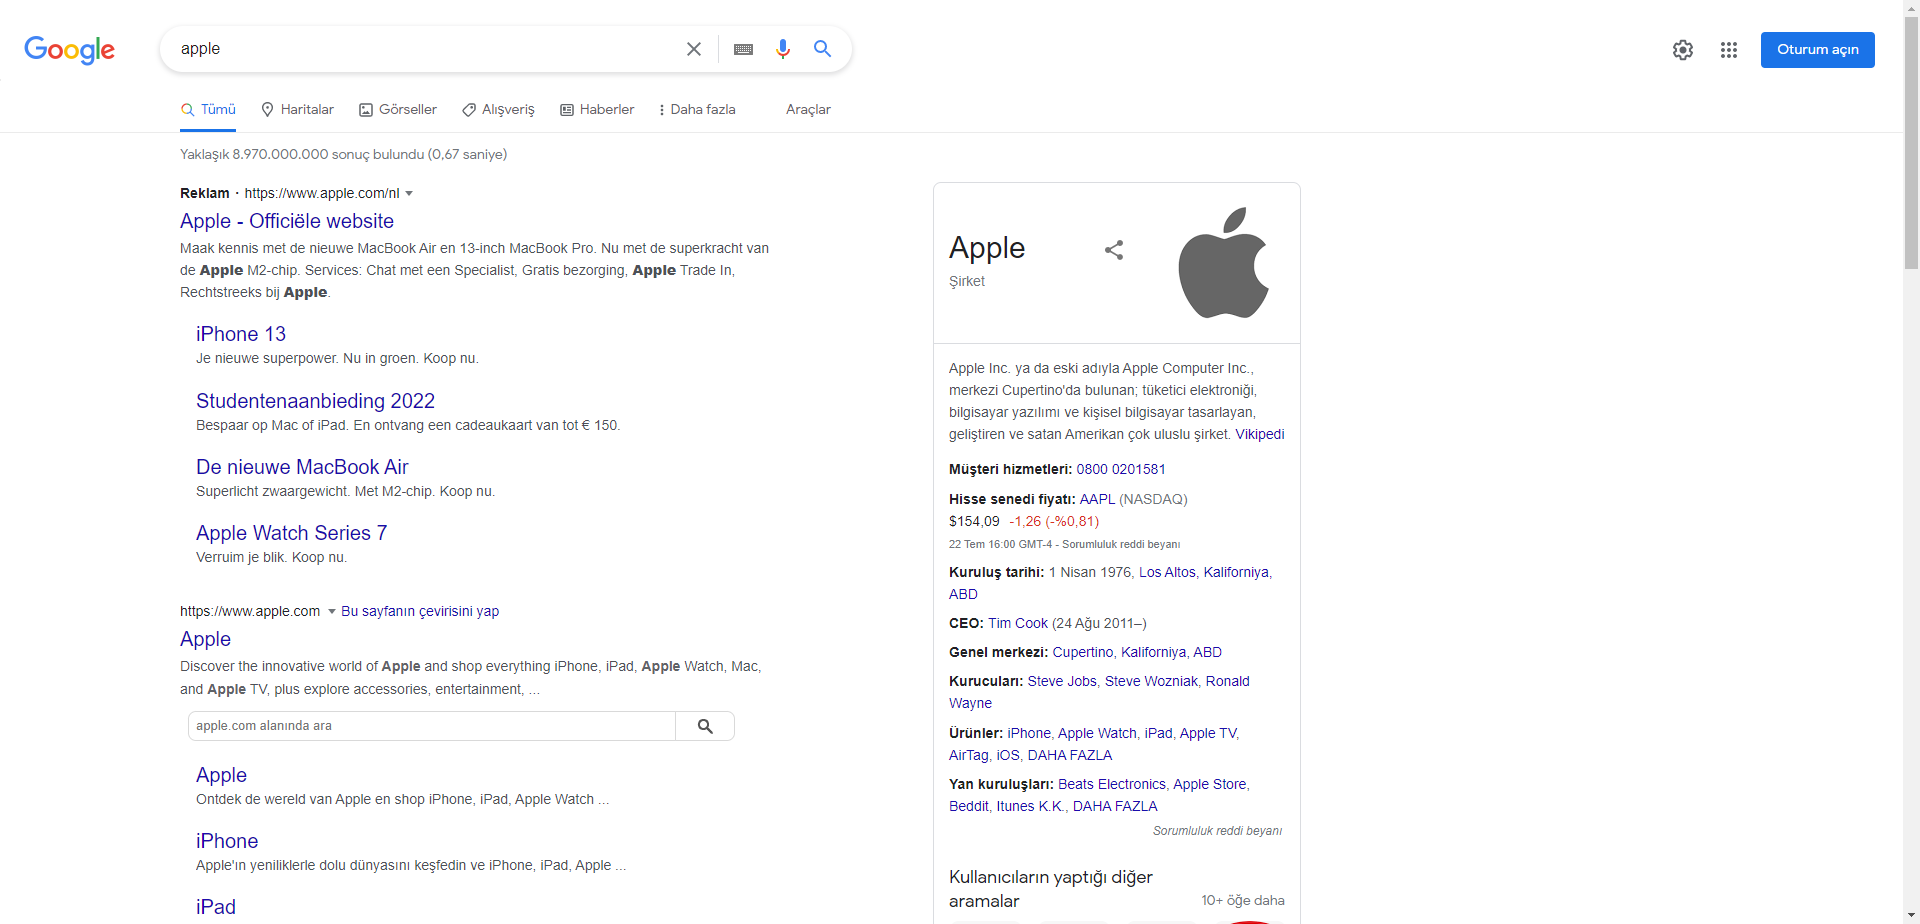 Google
apple
Oturum açın
Tümü
Haritalar
Görseller
Alışveriş
Haberler
Daha fazla
Araçlar
Yaklaşık 8.970.000.000 sonuç bulundu (0,67 saniye)
Reklam · https://www.apple.com/nl
Apple - Officiële website
Maak kennis met de nieuwe MacBook Air en 13-inch MacBook Pro. Nu met de superkracht van
de Apple M2-chip. Services: Chat met een Specialist, Gratis bezorging, Apple Trade In,
Rechtstreeks bij Apple.
iPhone 13
Je nieuwe superpower. Nu in groen. Koop nu.
Studentenaanbieding 2022
Bespaar op Mac of iPad. En ontvang een cadeaukaart van tot € 150.
De nieuwe MacBook Air
Superlicht zwaargewicht. Met M2-chip. Koop nu.
Apple Watch Series 7
Verruim je blik. Koop nu.
https://www.apple.com Bu sayfanın çevirisini yap
Apple
Discover the innovative world of Apple and shop everything iPhone, iPad, Apple Watch, Mac,
and Apple TV, plus explore accessories, entertainment, ...
apple.com alanında ara
Apple
Ontdek de wereld van Apple en shop iPhone, iPad, Apple Watch ...
iPhone
Apple'ın yeniliklerle dolu dünyasını keşfedin ve iPhone, iPad, Apple ...
iPad
Apple
Şirket
Apple Inc. ya da eski adıyla Apple Computer Inc.,
merkezi Cupertino'da bulunan; tüketici elektroniği,
bilgisayar yazılımı ve kişisel bilgisayar tasarlayan,
geliştiren ve satan Amerikan çok uluslu şirket. Vikipedi
Müşteri hizmetleri: 0800 0201581
Hisse senedi fiyatı: AAPL (NASDAQ)
$154,09 -1,26 (-%0,81)
22 Tem 16:00 GMT-4 - Sorumluluk reddi beyanı
Kuruluş tarihi: 1 Nisan 1976, Los Altos, Kaliforniya,
ABD
CEO: Tim Cook (24 Ağu 2011–)
Genel merkezi: Cupertino, Kaliforniya, ABD
Kurucuları: Steve Jobs, Steve Wozniak, Ronald
Wayne
Ürünler: iPhone, Apple Watch, iPad, Apple TV,
AirTag, iOS, DAHA FAZLA
Yan kuruluşları: Beats Electronics, Apple Store,
Beddit, Itunes K.K., DAHA FAZLA
Sorumluluk reddi beyanı
Kullanıcıların yaptığı diğer
aramalar
10+ öğe daha